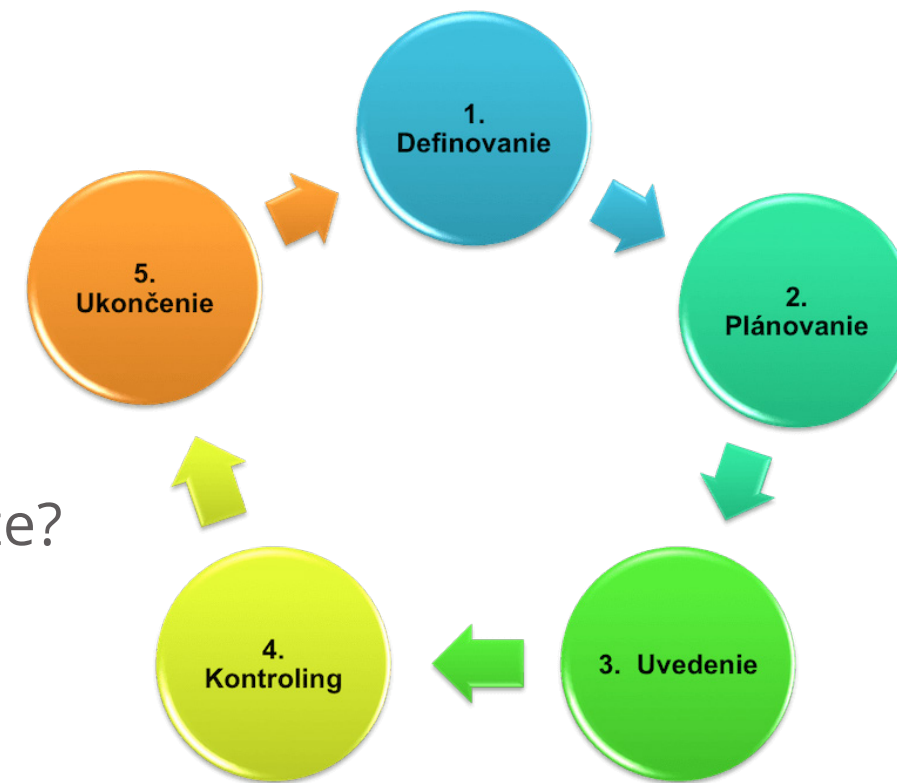 1.
Definovanie
2.
Plánovanie
3. Uvedenie
4.
Kontroling
5.
Ukončenie